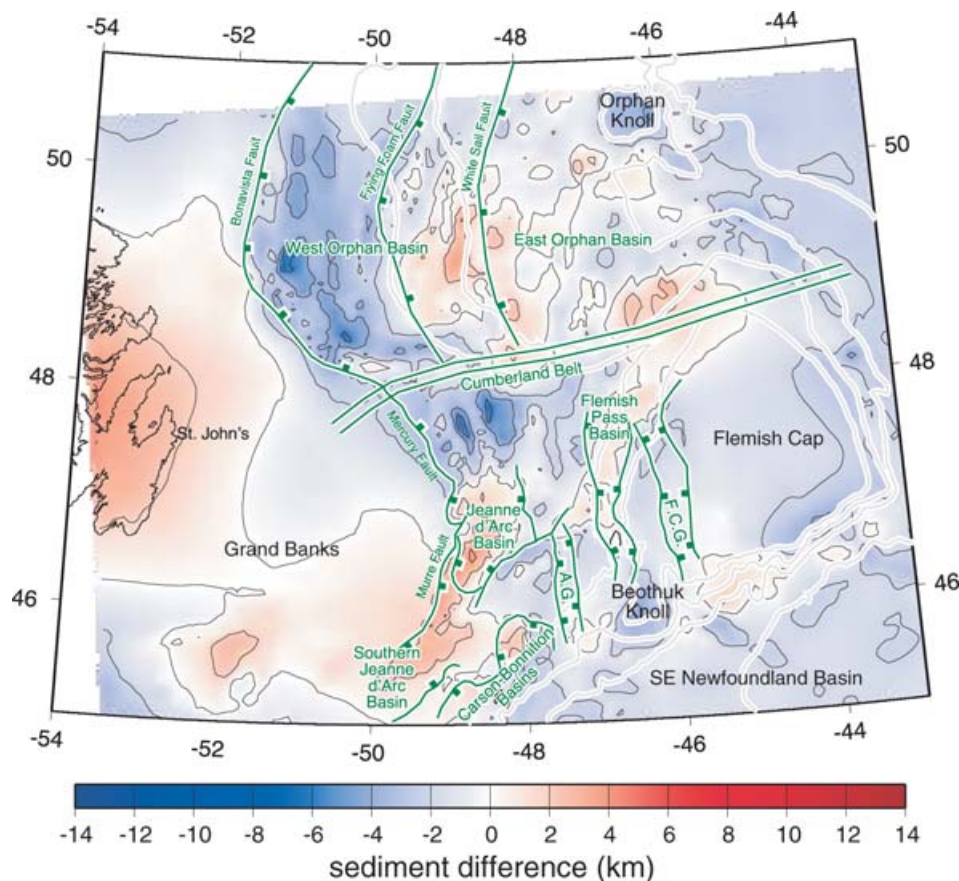 -54
-52
-50
-48
-46
-44
Orphan
Knoll
50
50
Bonavista Fault
Flying Foam Fault
White Sail Fault
West Orphan Basin
East Orphan Basin
48
48
Cumberland Belt
Flemish
Pass
Basin
St. John's
Mercury Fault
Flemish Cap
Jeanne
d'Arc
Basin
F.C.G.
Grand Banks
Murre Fault
A.G.
46
46
Beothuk
Knoll
Southern
Jeanne
d'Arc
Basin
Carson-Bonnition
Basins
SE Newfoundland Basin
-54
-52
-50
-48
-46
-44
-14 -12 -10 -8 -6 -4 -2 0 2 4 6 8 10 12 14
sediment difference (km)